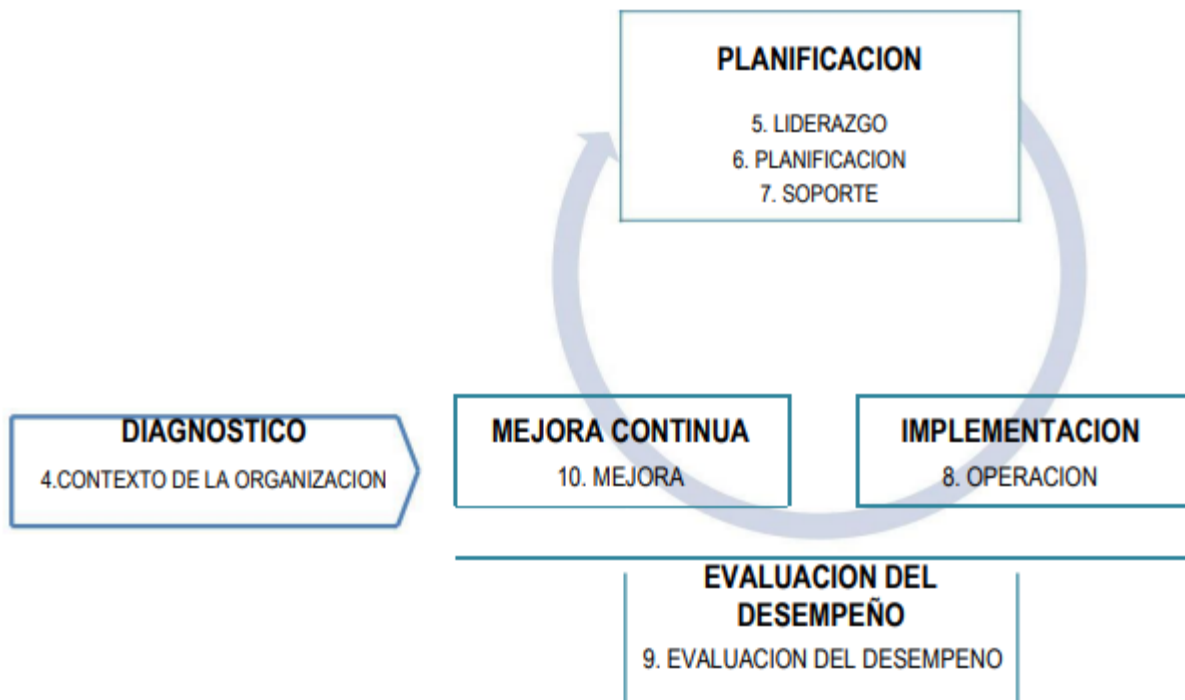 PLANIFICACION
5. LIDERAZGO
6. PLANIFICACION
7. SOPORTE
DIAGNOSTICO
4.CONTEXTO DE LA ORGANIZACION
MEJORA CONTINUA
10. MEJORA
IMPLEMENTACION
8. OPERACION
EVALUACION DEL
DESEMPEÑO
9. EVALUACION DEL DESEMPENO